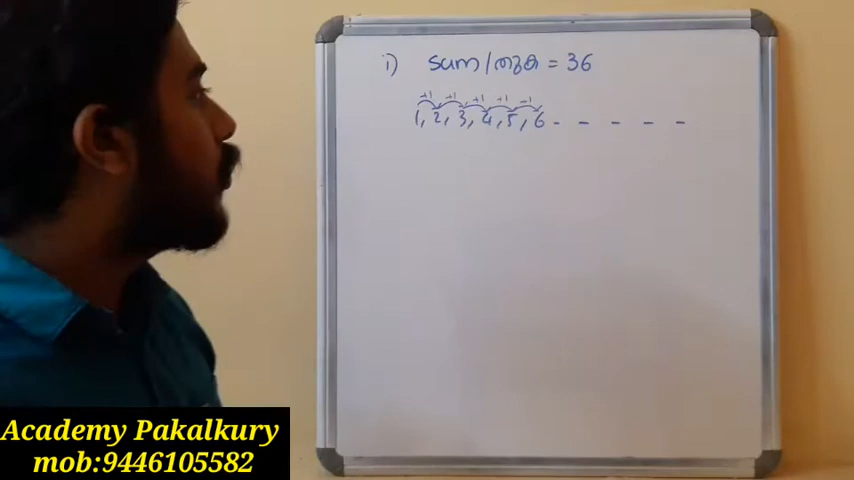 i) Sum / തുക = 36
+1 +1 +1 +1 +1
1, 2, 3, 4, 5, 6 - - - - -
Academy Pakalkury
mob:9446105582